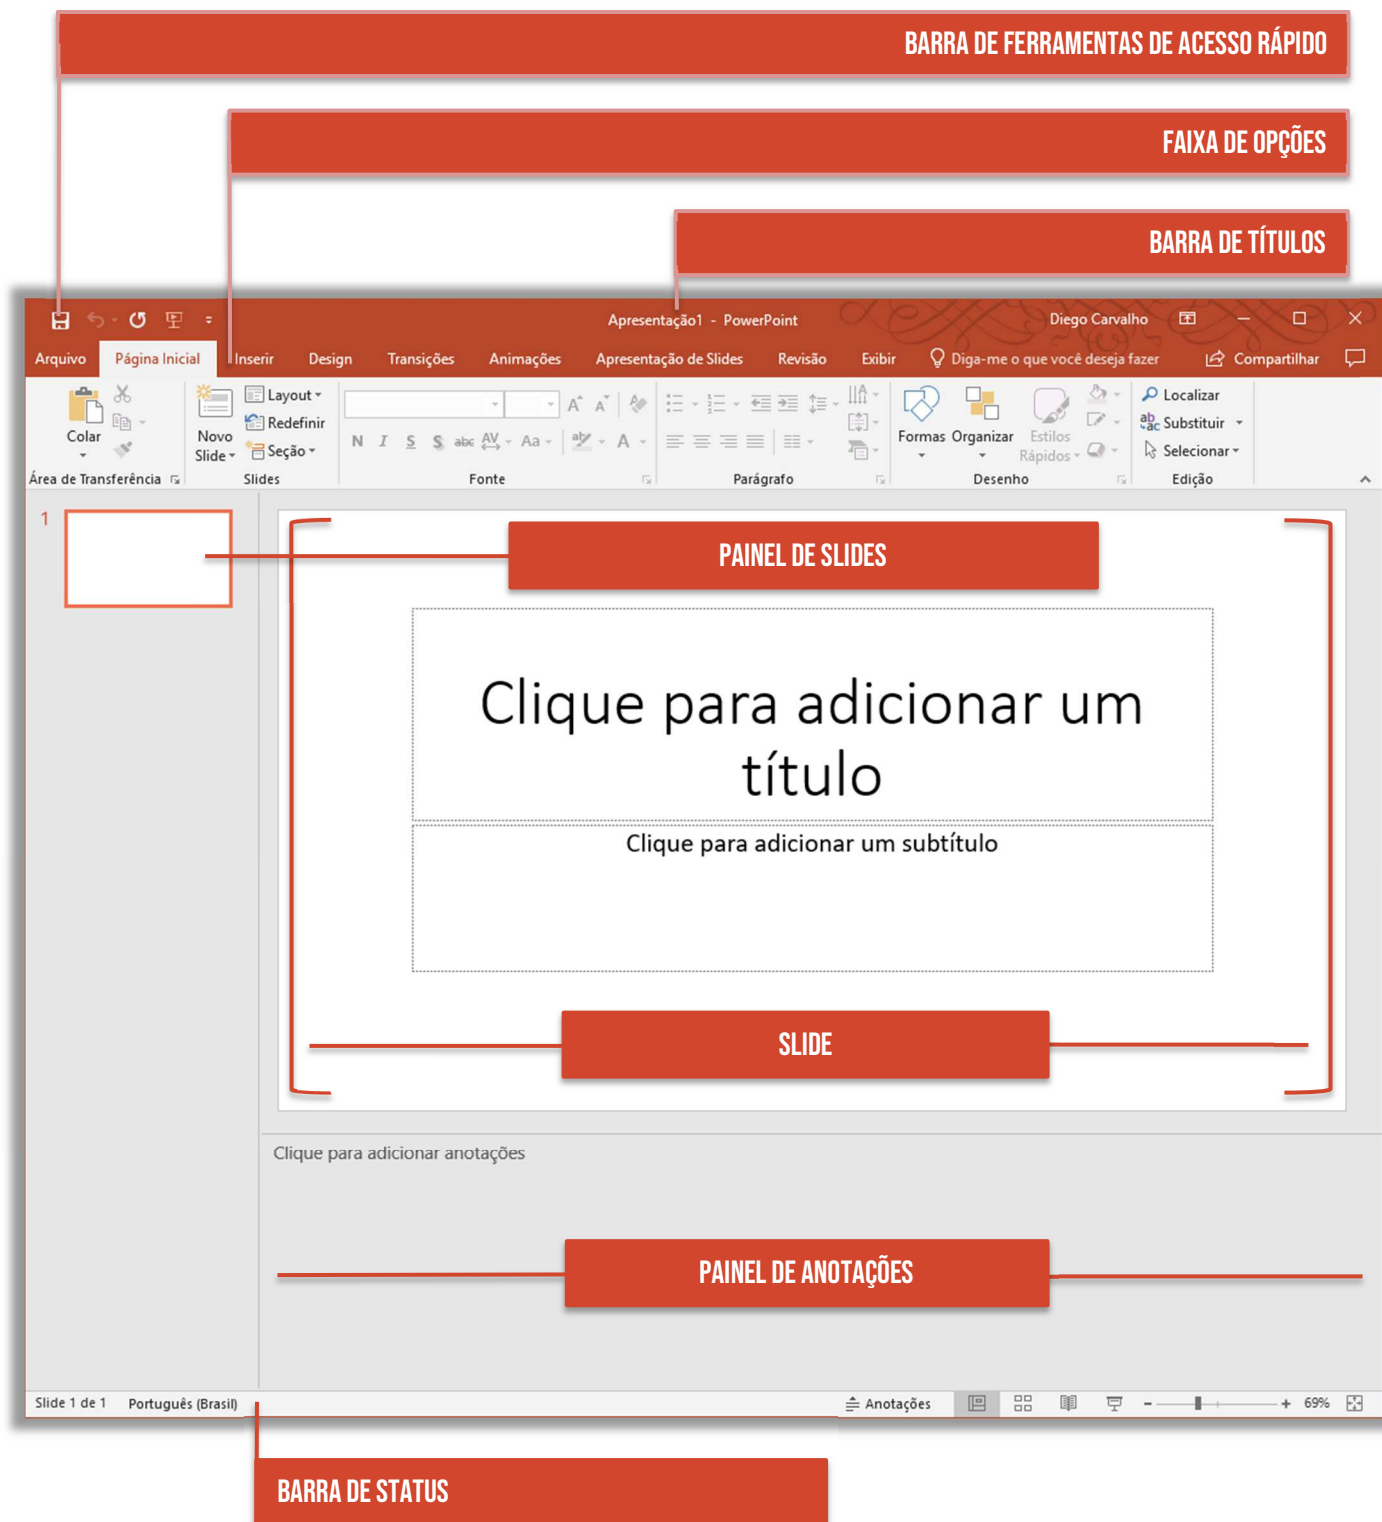 BARRA DE FERRAMENTAS DE ACESSO RÁPIDO
FAIXA DE OPÇÕES
BARRA DE TÍTULOS
Apresentação1 - PowerPoint
Diego Carvalho
Arquivo Página Inicial Inserir Design Transições Animações Apresentação de Slides Revisão Exibir Diga-me o que você deseja fazer Compartilhar
Colar
Área de Transferência
Novo
Slide
Layout
Redefinir
Seção
Slides
N I S S abc AV Aa A
Fonte
Parágrafo
Formas Organizar Estilos
Rápidos
Desenho
Localizar
Substituir
Selecionar
Edição
1
PAINEL DE SLIDES
Clique para adicionar um
título
Clique para adicionar um subtítulo
SLIDE
Clique para adicionar anotações
PAINEL DE ANOTAÇÕES
Slide 1 de 1 Português (Brasil) Anotações - + 69%
BARRA DE STATUS